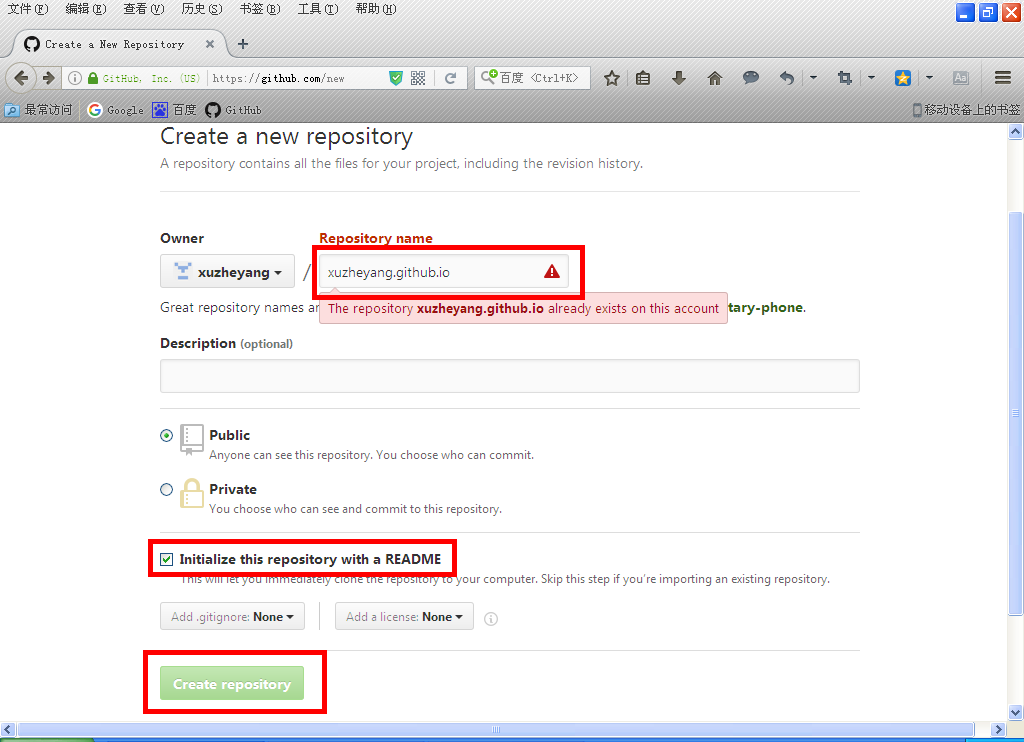 文件(F) 编辑(E) 查看(V) 历史(S) 书签(B) 工具(T) 帮助(H)
Create a New Repository × +
GitHub, Inc. (US) https://github.com/new 百度 <Ctrl+K>
最常访问 Google 百度 GitHub 移动设备上的书签
Create a new repository
A repository contains all the files for your project, including the revision history.
Owner Repository name
xuzheyang / xuzheyang.github.io
Great repository names ar
The repository xuzheyang.github.io already exists on this account
tary-phone.
Description (optional)
Public
Anyone can see this repository. You choose who can commit.
Private
You choose who can see and commit to this repository.
Initialize this repository with a README
This will let you immediately clone the repository to your computer. Skip this step if you're importing an existing repository.
Add .gitignore: None Add a license: None
Create repository